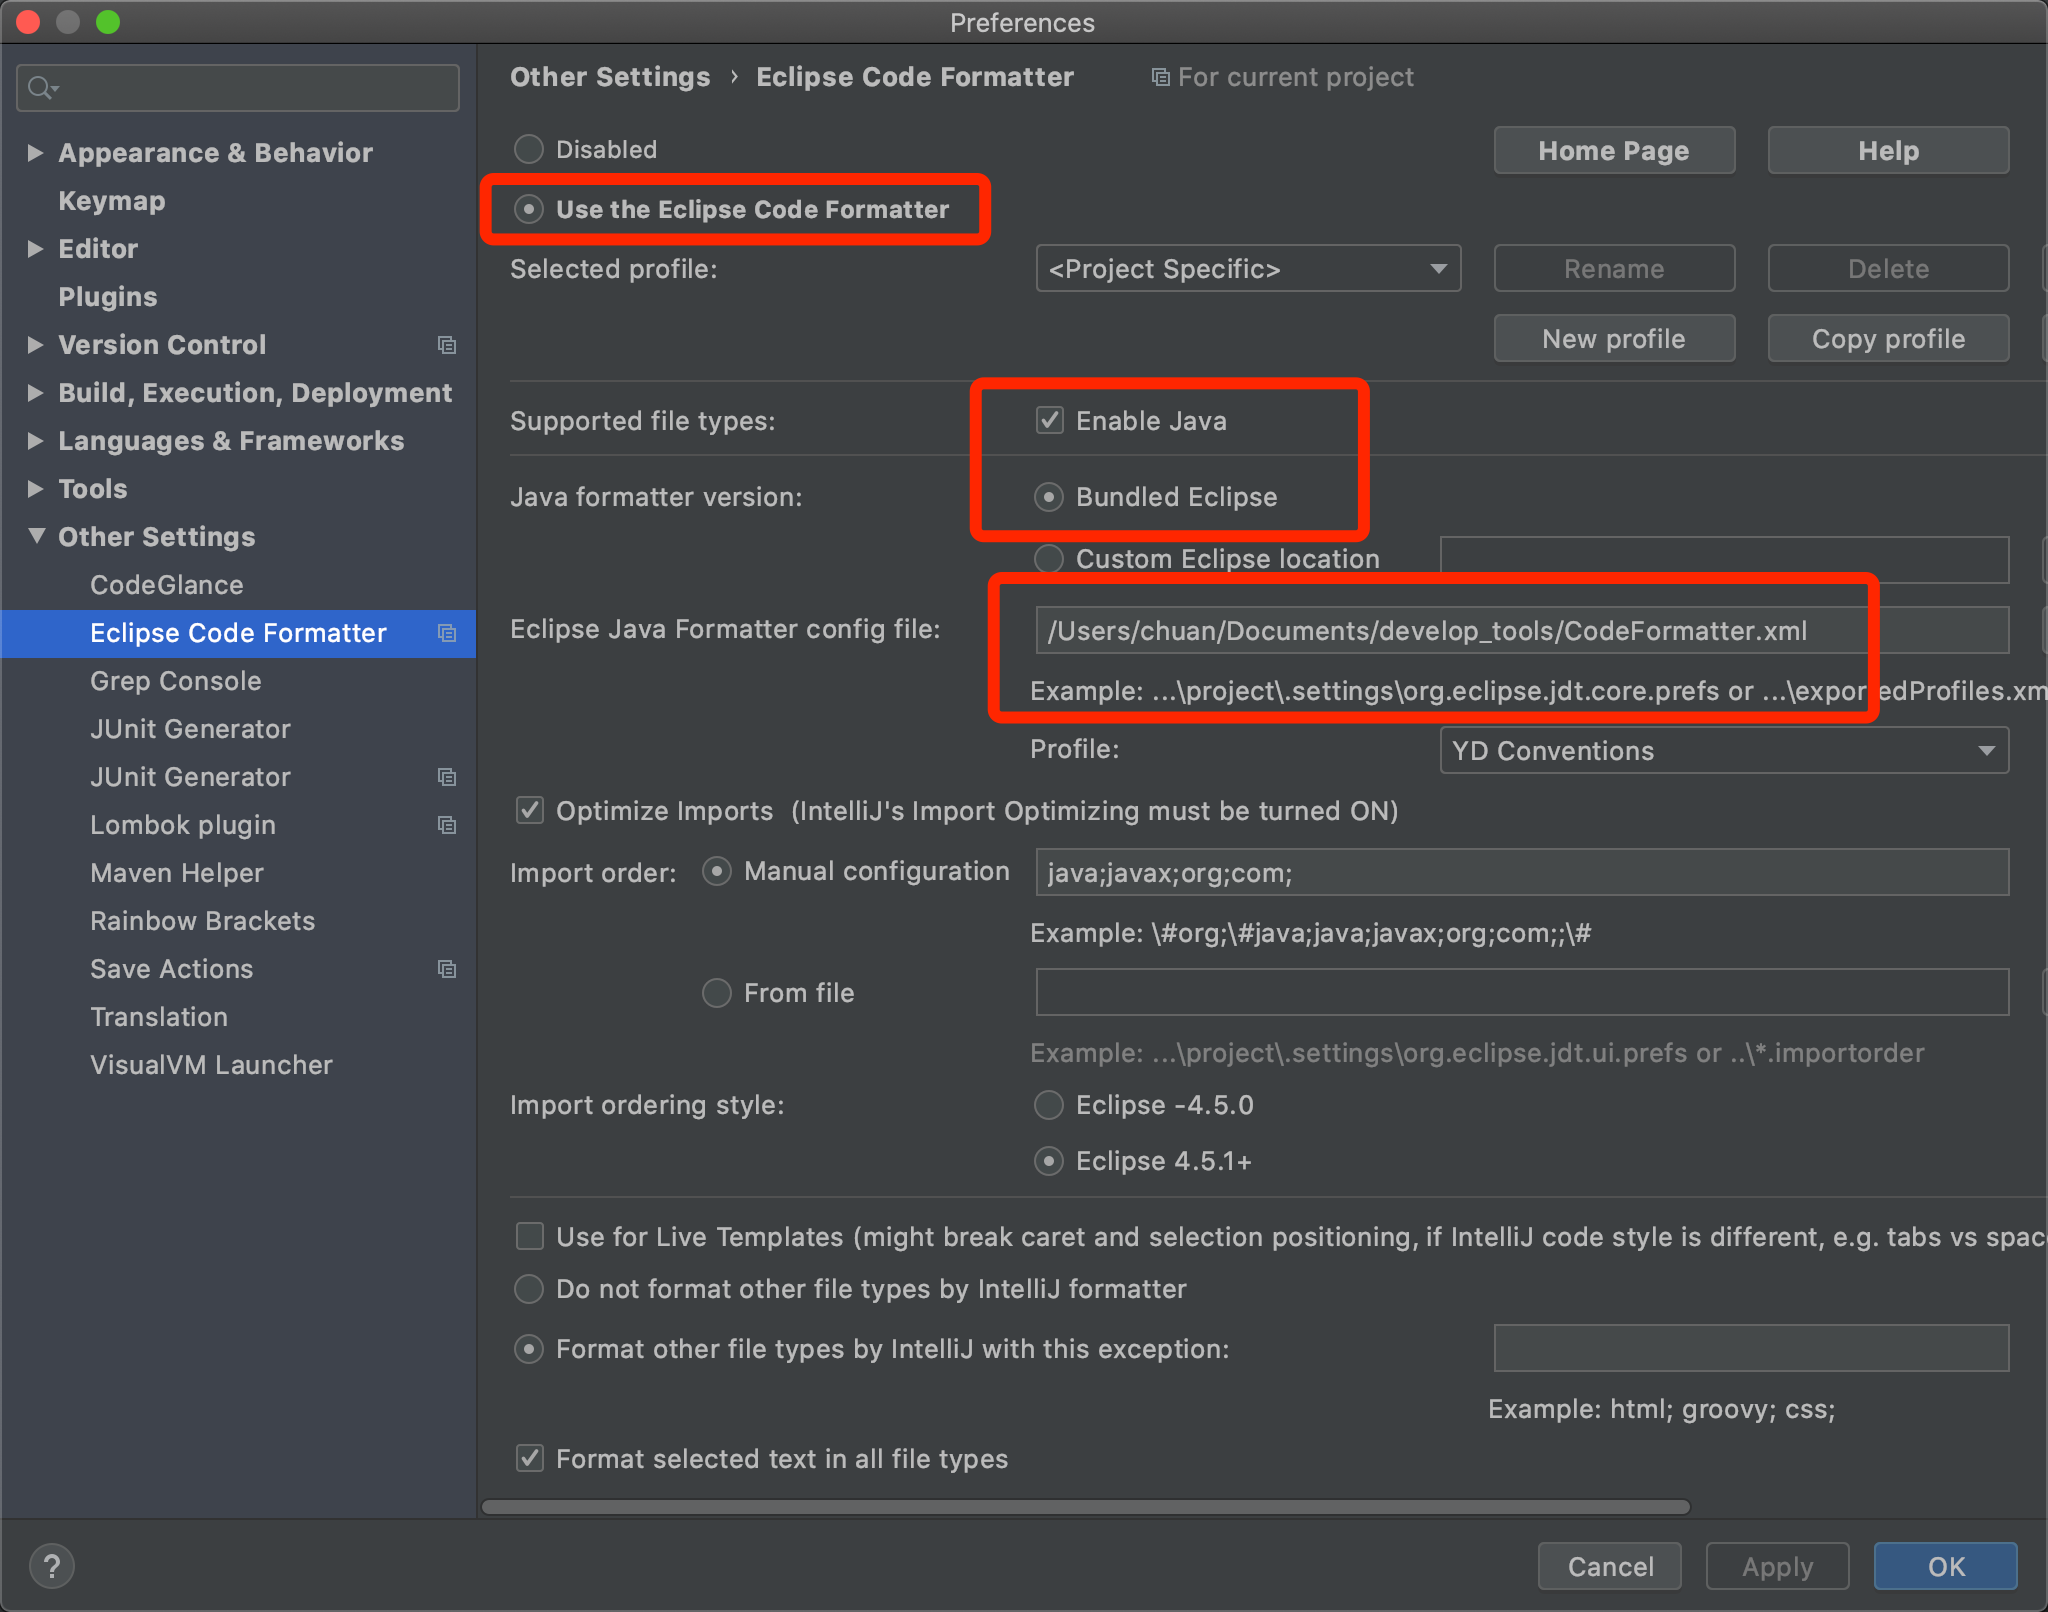 Preferences
Appearance & Behavior
Keymap
Editor
Plugins
Version Control
Build, Execution, Deployment
Languages & Frameworks
Tools
Other Settings
CodeGlance
Eclipse Code Formatter
Grep Console
JUnit Generator
JUnit Generator
Lombok plugin
Maven Helper
Rainbow Brackets
Save Actions
Translation
VisualVM Launcher
Other Settings › Eclipse Code Formatter For current project
Disabled
Home Page Help
Use the Eclipse Code Formatter
Selected profile: <Project Specific> Rename Delete
New profile Copy profile
Supported file types: Enable Java
Java formatter version: Bundled Eclipse
Custom Eclipse location
Eclipse Java Formatter config file: /Users/chuan/Documents/develop_tools/CodeFormatter.xml
Example: ...\project\.settings\org.eclipse.jdt.core.prefs or ...\exportedProfiles.xm
Profile: YD Conventions
Optimize Imports (IntelliJ's Import Optimizing must be turned ON)
Import order: Manual configuration java;javax;org;com;
Example: \#org;\#java;java;javax;org;com;;\#
From file
Example: ...\project\.settings\org.eclipse.jdt.ui.prefs or ..\*.importorder
Import ordering style: Eclipse -4.5.0
Eclipse 4.5.1+
Use for Live Templates (might break caret and selection positioning, if IntelliJ code style is different, e.g. tabs vs spac
Do not format other file types by IntelliJ formatter
Format other file types by IntelliJ with this exception:
Example: html; groovy; css;
Format selected text in all file types
? Cancel Apply OK